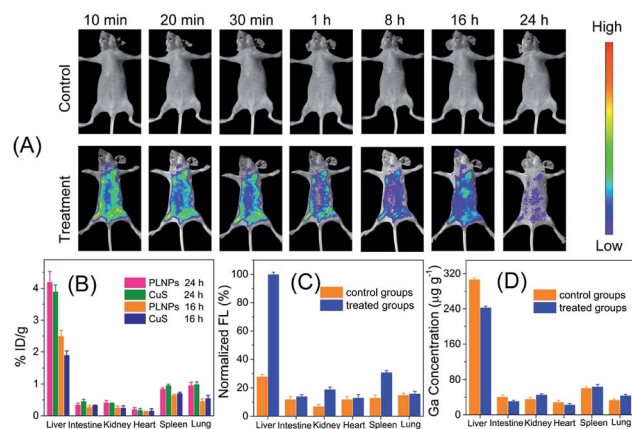 10 min 20 min 30 min 1 h 8 h 16 h 24 h
High
Control
(A)
Treatment
Low
(B)
PLNPs 24 h
CuS 24 h
PLNPs 16 h
CuS 16 h
% ID/g
4
3
2
1
0
Liver Intestine Kidney Heart Spleen Lung
(C)
control groups
treated groups
Normalized FL (%)
100
80
60
40
20
0
Liver Intestine Kidney Heart Spleen Lung
(D)
control groups
treated groups
Ga Concentration (μg g⁻¹)
360
240
120
0
Liver Intestine Kidney Heart Spleen Lung